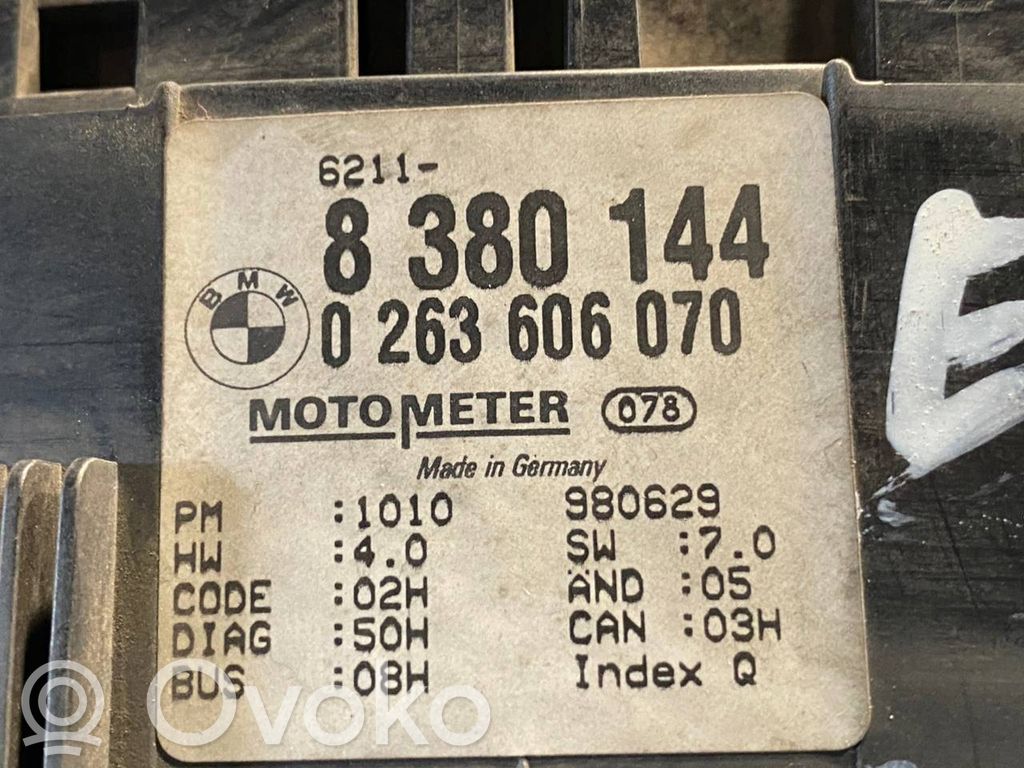 6211-
8 380 144
BMW
0 263 606 070
MOTOMETER 078
Made in Germany
PM :1010 980629
HW :4.0 SW :7.0
CODE :02H ÄND :05
DIAG :50H CAN :03H
BUS :08H Index Q
E
Ovoko